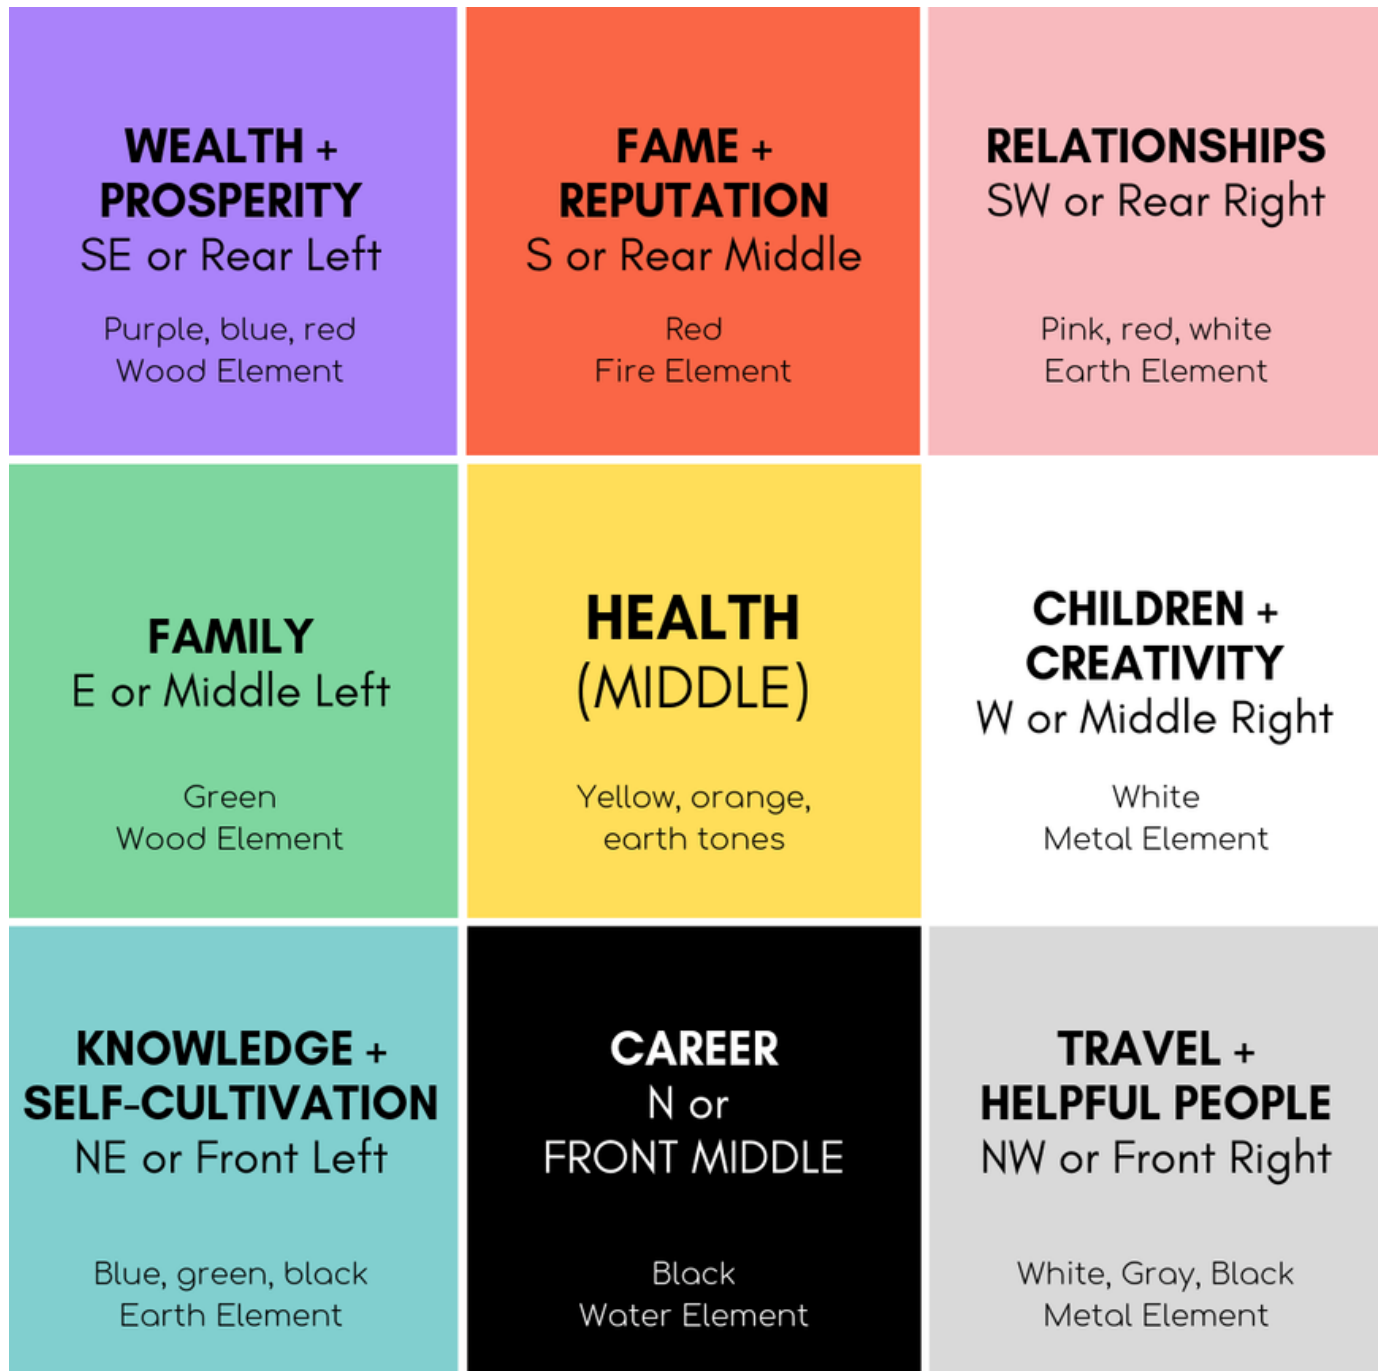 WEALTH +
PROSPERITY
SE or Rear Left
Purple, blue, red
Wood Element
FAME +
REPUTATION
S or Rear Middle
Red
Fire Element
RELATIONSHIPS
SW or Rear Right
Pink, red, white
Earth Element
FAMILY
E or Middle Left
Green
Wood Element
HEALTH
(MIDDLE)
Yellow, orange,
earth tones
CHILDREN +
CREATIVITY
W or Middle Right
White
Metal Element
KNOWLEDGE +
SELF-CULTIVATION
NE or Front Left
Blue, green, black
Earth Element
CAREER
N or
FRONT MIDDLE
Black
Water Element
TRAVEL +
HELPFUL PEOPLE
NW or Front Right
White, Gray, Black
Metal Element